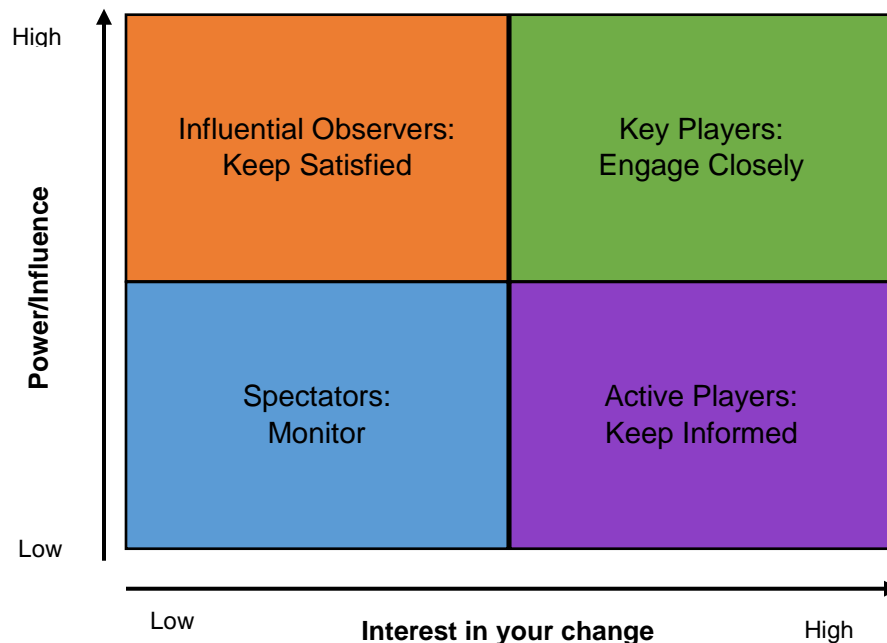 High
Influential Observers:
Keep Satisfied
Key Players:
Engage Closely
Power/Influence
Spectators:
Monitor
Active Players:
Keep Informed
Low
Low
Interest in your change
High